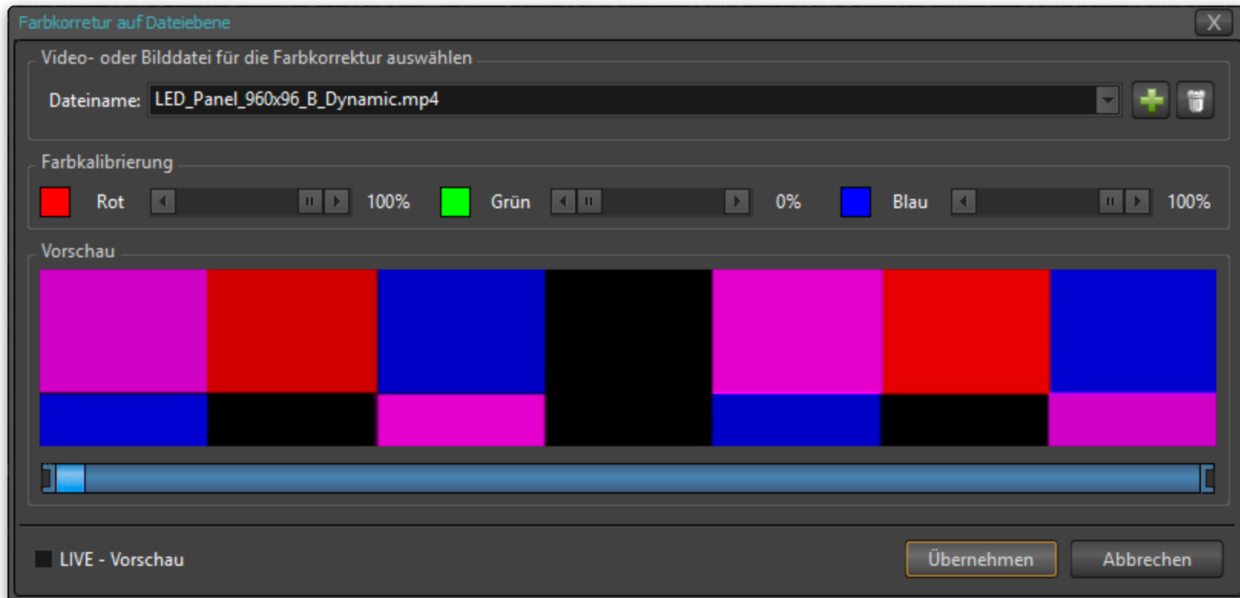 Farbkorretur auf Dateiebene
X
Video- oder Bilddatei für die Farbkorrektur auswählen
Dateiname: LED_Panel_960x96_B_Dynamic.mp4
Farbkalibrierung
Rot 100% Grün 0% Blau 100%
Vorschau
LIVE - Vorschau Übernehmen Abbrechen